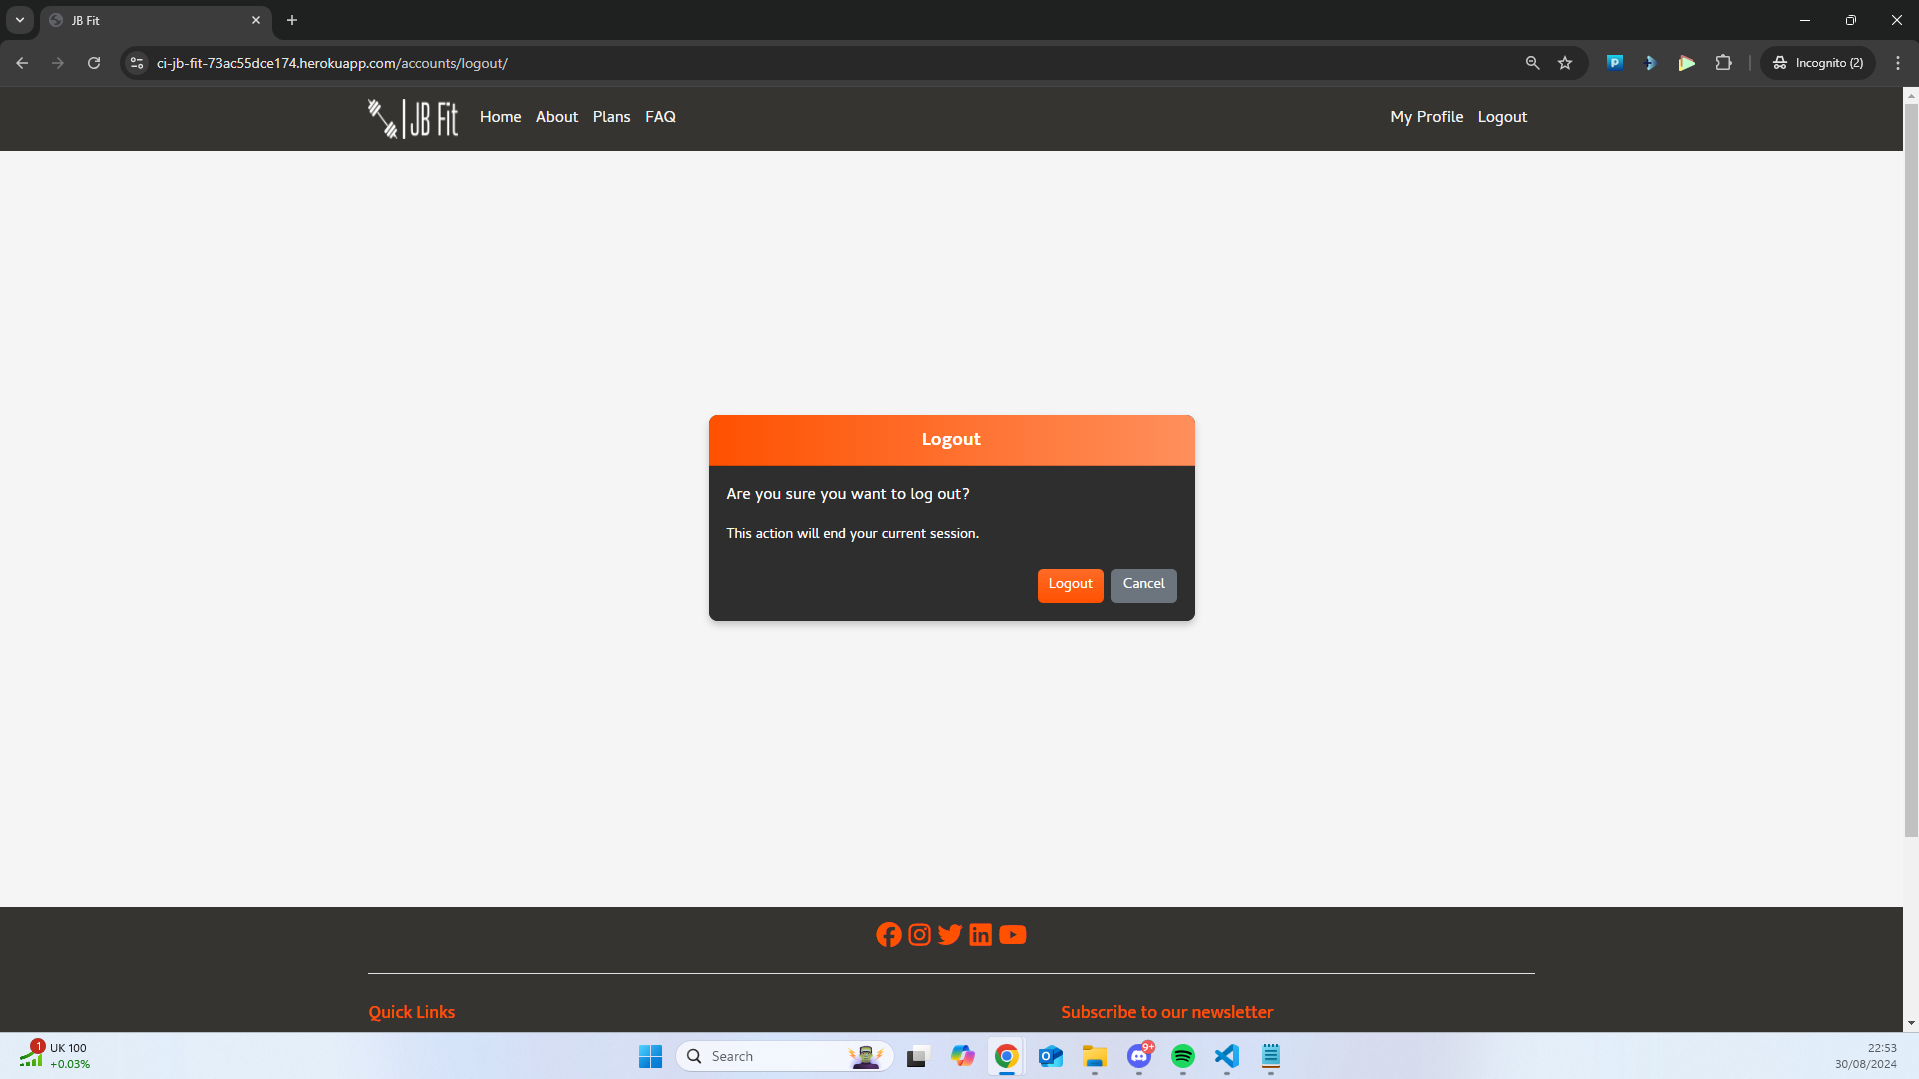 JB Fit
ci-jb-fit-73ac55dce174.herokuapp.com/accounts/logout/
P
Incognito (2)
JB Fit
Home About Plans FAQ
My Profile Logout
Logout
Are you sure you want to log out?
This action will end your current session.
Logout Cancel
Quick Links
Subscribe to our newsletter
1
UK 100
+0.03%
Search
9+
22:53
30/08/2024